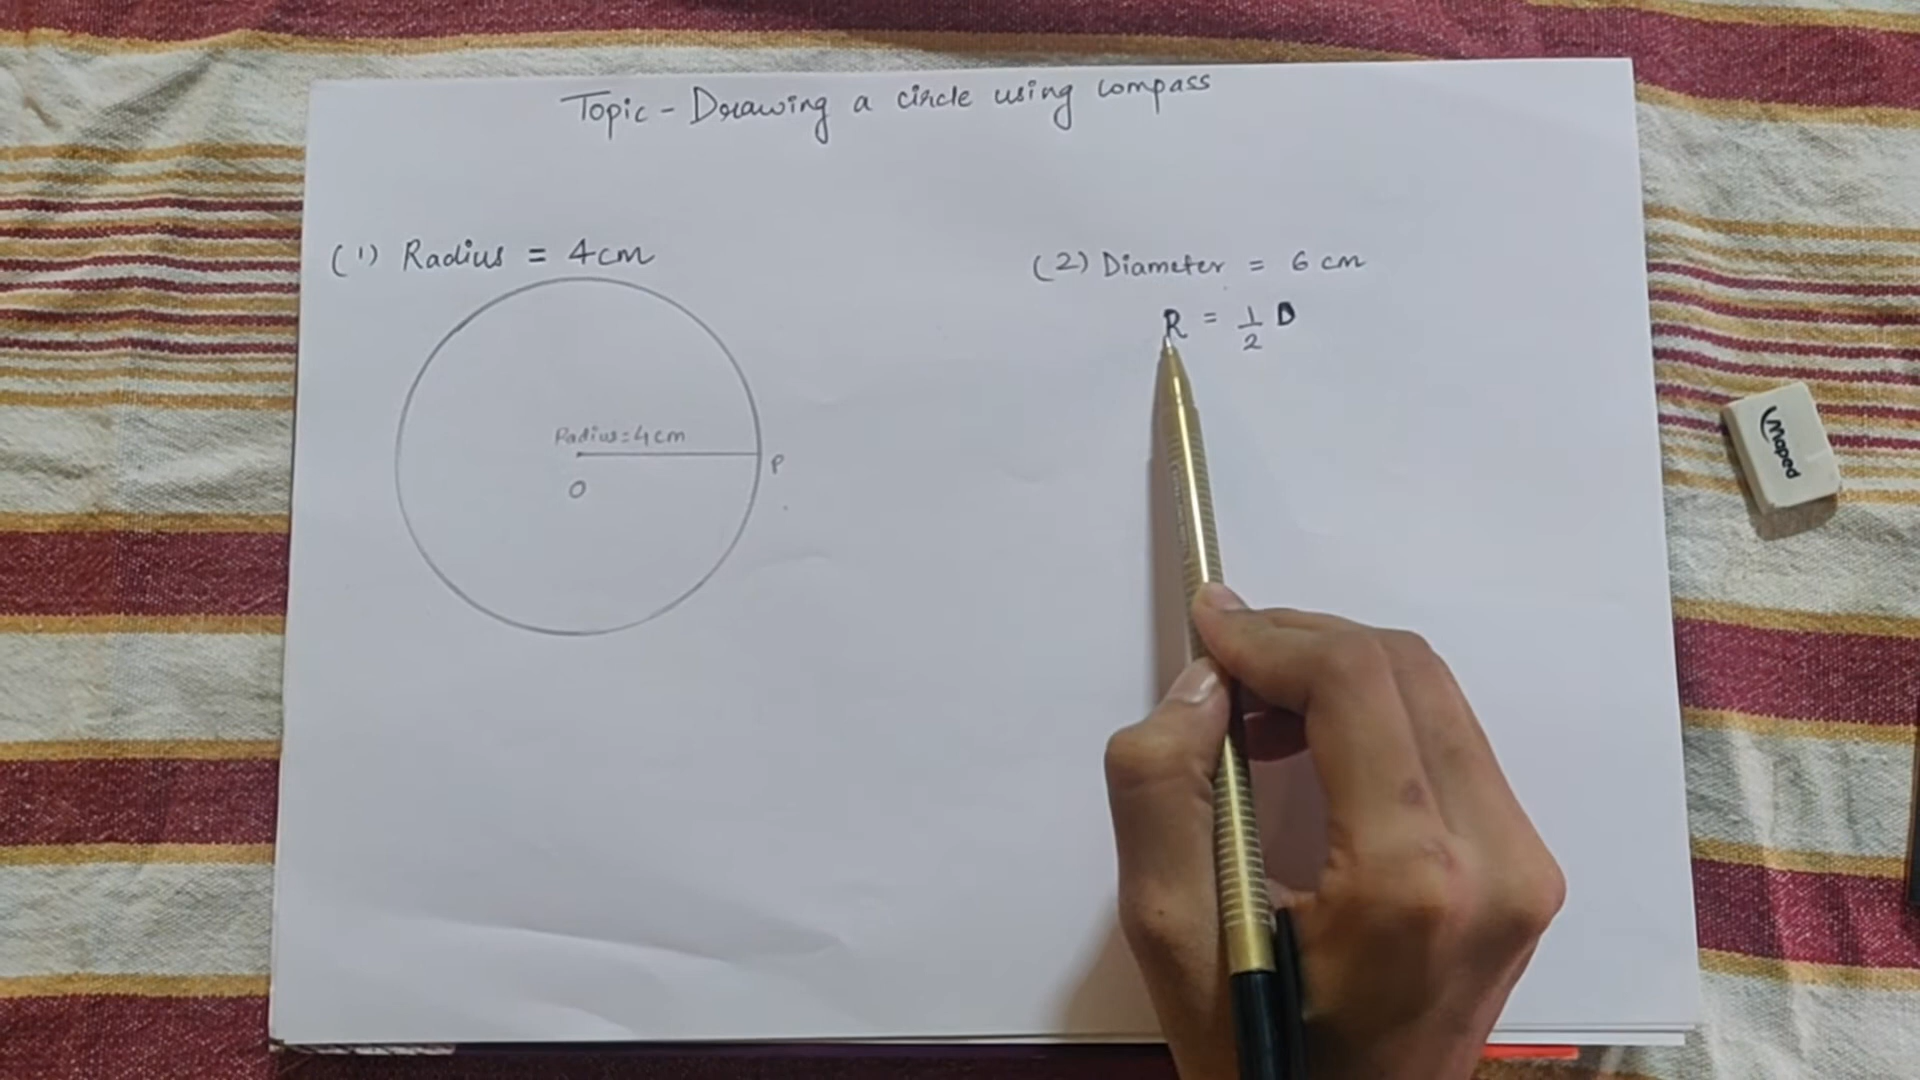 Topic - Drawing a circle using compass
(1) Radius = 4cm
Radius=4cm
P
O
(2) Diameter = 6 cm
R = 1/2 D
Maped